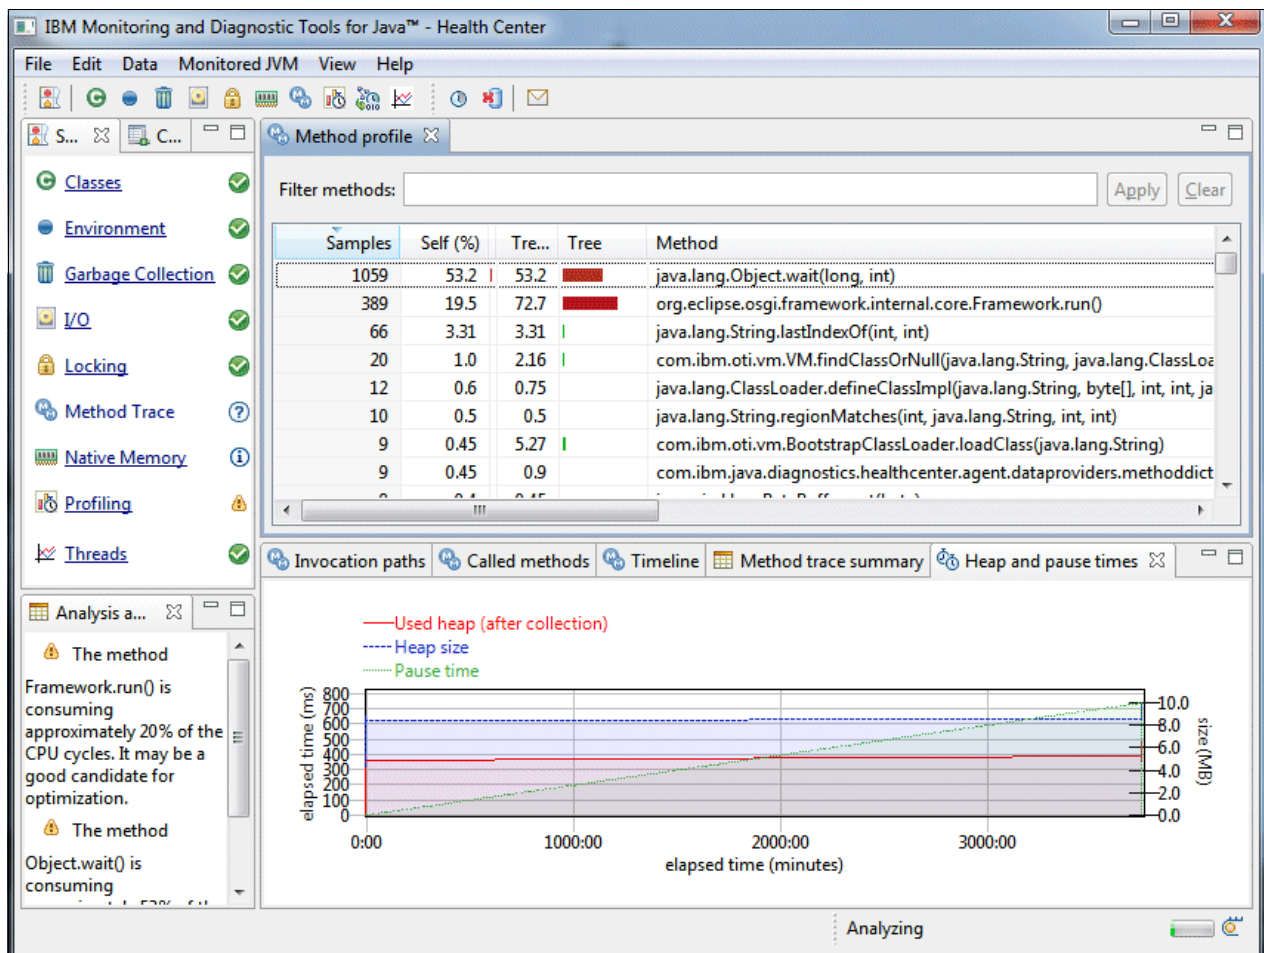 IBM Monitoring and Diagnostic Tools for Java™ - Health Center
File Edit Data Monitored JVM View Help
S... C...
Classes
Environment
Garbage Collection
I/O
Locking
Method Trace
Native Memory
Profiling
Threads
Method profile
Filter methods: Apply Clear
Samples Self (%) Tre... Tree Method
1059 53.2 53.2 java.lang.Object.wait(long, int)
389 19.5 72.7 org.eclipse.osgi.framework.internal.core.Framework.run()
66 3.31 3.31 java.lang.String.lastIndexOf(int, int)
20 1.0 2.16 com.ibm.oti.vm.VM.findClassOrNull(java.lang.String, java.lang.ClassLoa
12 0.6 0.75 java.lang.ClassLoader.defineClassImpl(java.lang.String, byte[], int, int, ja
10 0.5 0.5 java.lang.String.regionMatches(int, java.lang.String, int, int)
9 0.45 5.27 com.ibm.oti.vm.BootstrapClassLoader.loadClass(java.lang.String)
9 0.45 0.9 com.ibm.java.diagnostics.healthcenter.agent.dataproviders.methoddict
Analysis a...
The method
Framework.run() is
consuming
approximately 20% of the
CPU cycles. It may be a
good candidate for
optimization.
The method
Object.wait() is
consuming
Invocation paths Called methods Timeline Method trace summary Heap and pause times
Used heap (after collection)
Heap size
Pause time
elapsed time (ms)
800
700
600
500
400
300
200
100
0
10.0
8.0
6.0
4.0
2.0
0.0
size (MB)
0:00 1000:00 2000:00 3000:00
elapsed time (minutes)
Analyzing